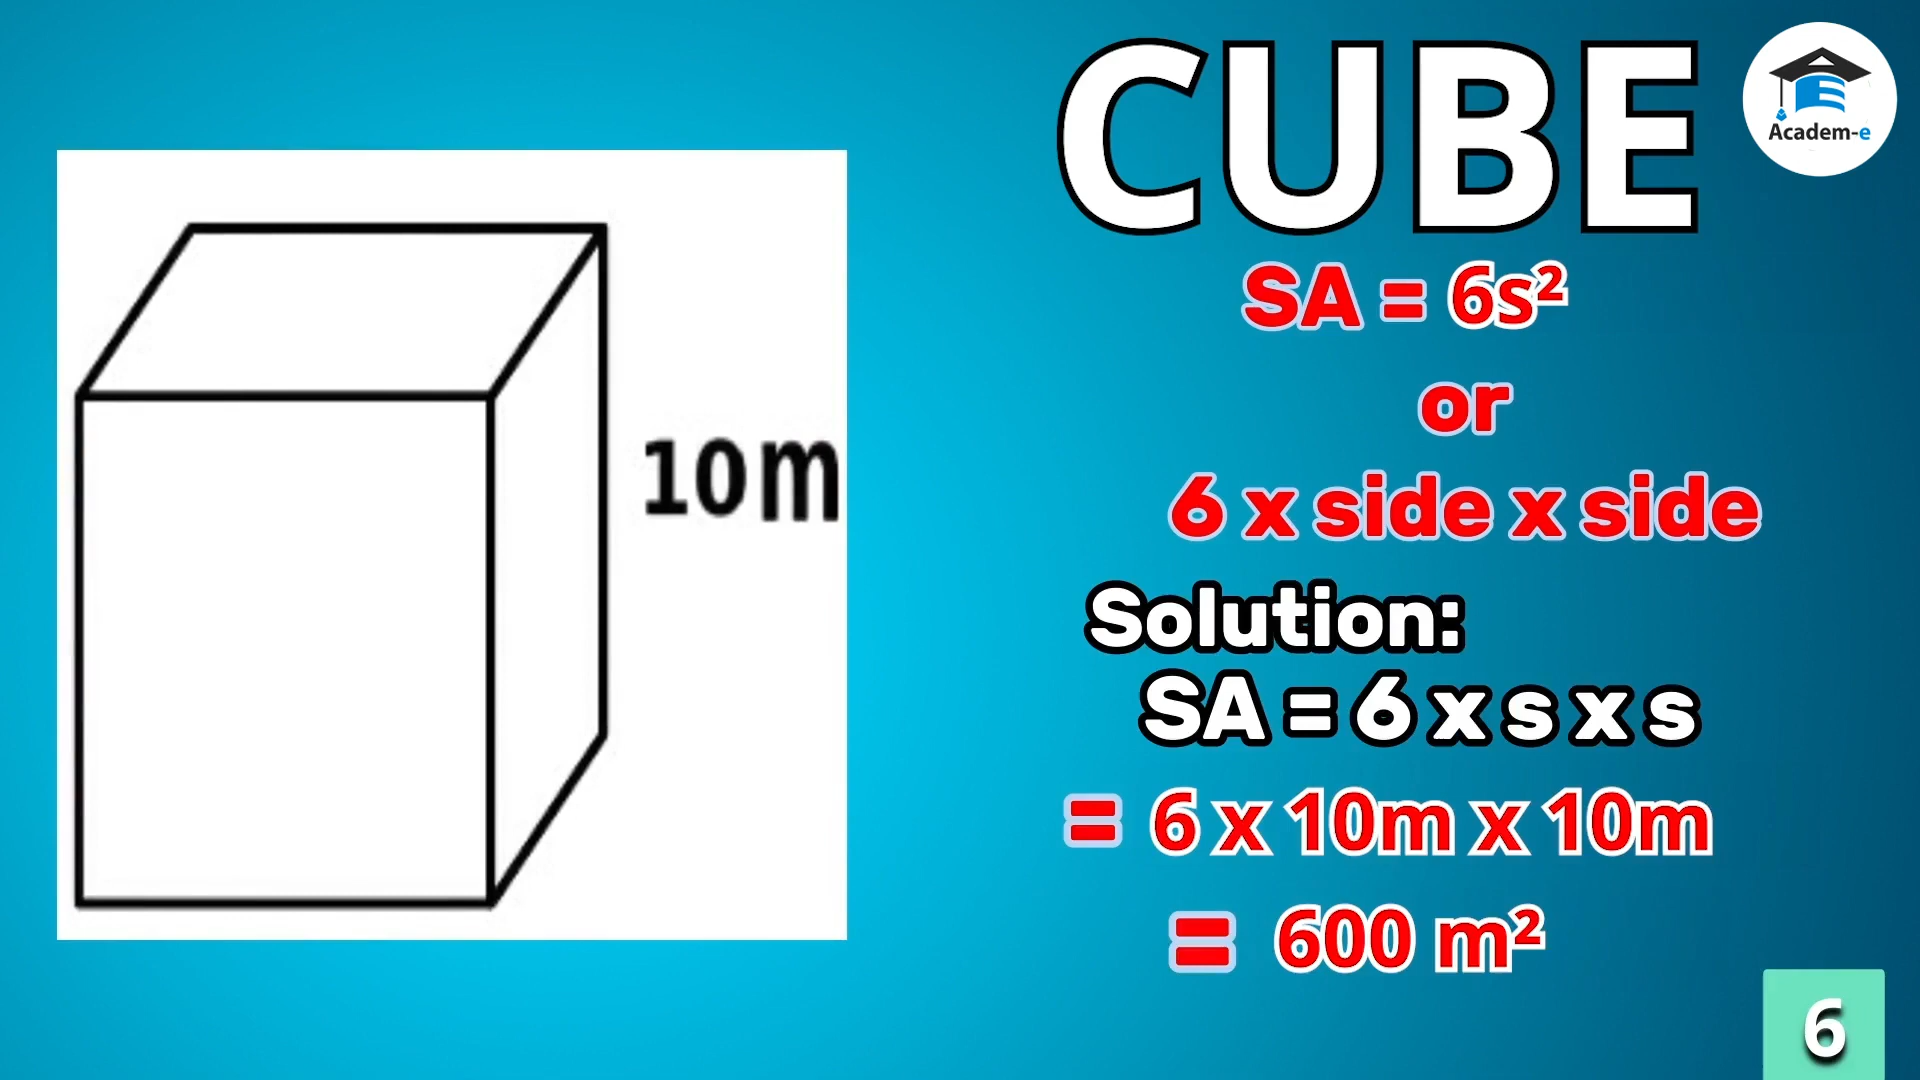 CUBE
Academ-e
SA = 6s²
or
6 x side x side
10m
Solution:
SA = 6 x s x s
= 6 x 10m x 10m
= 600 m²
6